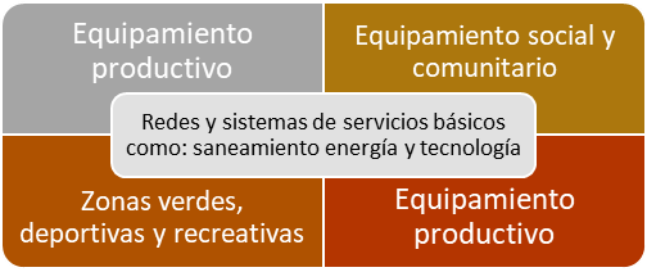 Equipamiento
productivo
Equipamiento social y
comunitario
Redes y sistemas de servicios básicos
como: saneamiento energía y tecnología
Zonas verdes,
deportivas y recreativas
Equipamiento
productivo